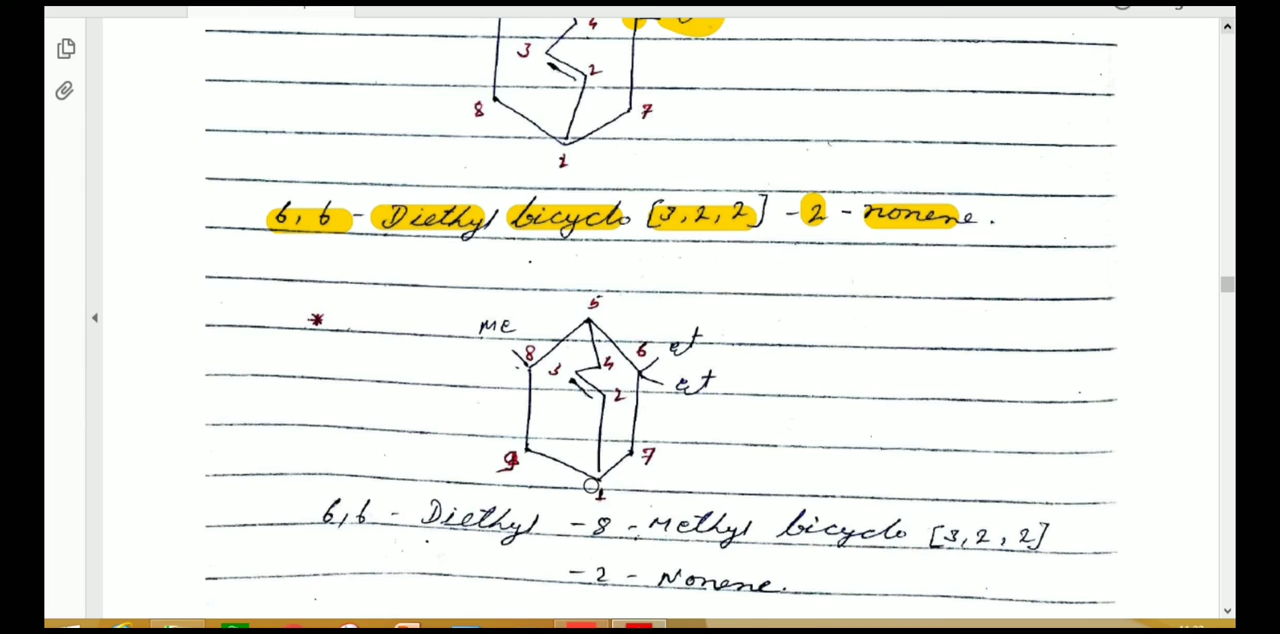 4
3
2
8
7
1
6,6 - Diethyl bicyclo [3,2,2] - 2 - nonene.
*
5
Me
8
6
et
3
4
et
2
9
7
1
6,6 - Diethyl - 8 - Methyl bicyclo [3,2,2]
- 2 - Nonene.